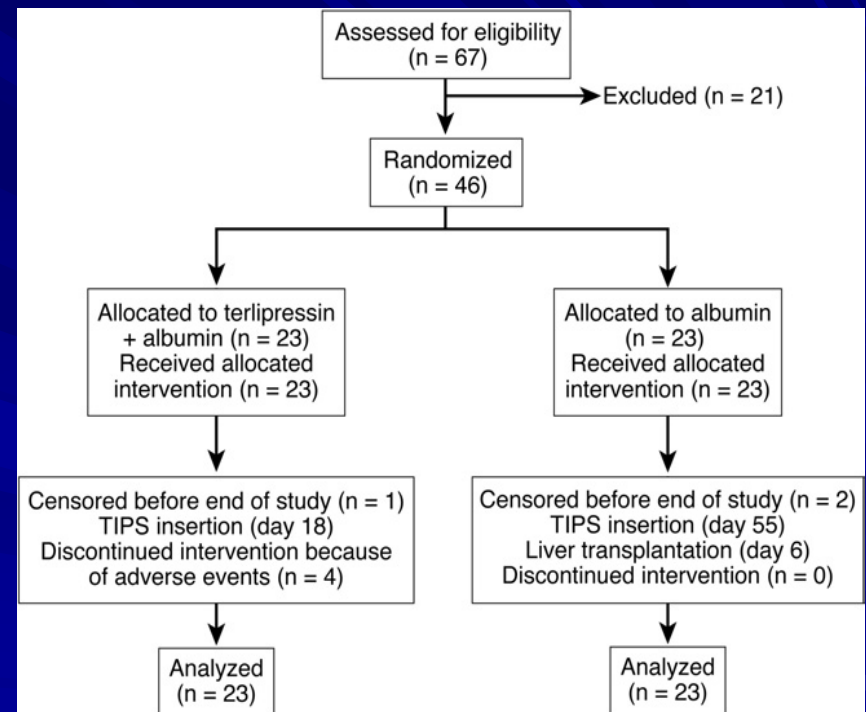 Assessed for eligibility
(n = 67)
Excluded (n = 21)
Randomized
(n = 46)
Allocated to terlipressin
+ albumin (n = 23)
Received allocated
intervention (n = 23)
Allocated to albumin
(n = 23)
Received allocated
intervention (n = 23)
Censored before end of study (n = 1)
TIPS insertion (day 18)
Discontinued intervention because
of adverse events (n = 4)
Censored before end of study (n = 2)
TIPS insertion (day 55)
Liver transplantation (day 6)
Discontinued intervention (n = 0)
Analyzed
(n = 23)
Analyzed
(n = 23)